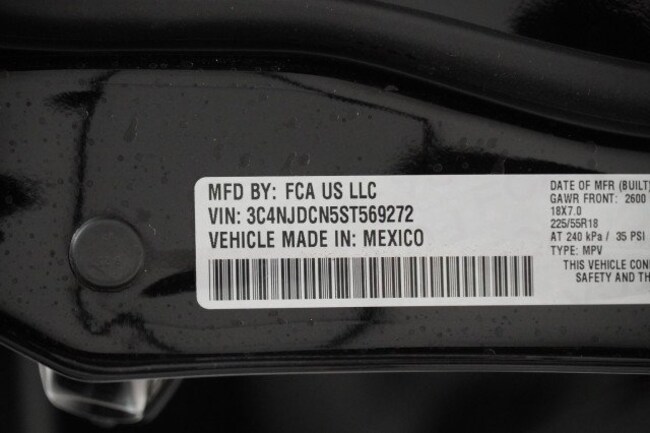 MFD BY: FCA US LLC
VIN: 3C4NJDCN5ST569272
VEHICLE MADE IN: MEXICO
DATE OF MFR (BUILT)
GAWR FRONT: 2600
18X7.0
225/55R18
AT 240 kPa / 35 PSI
TYPE: MPV
THIS VEHICLE CON
SAFETY AND TH